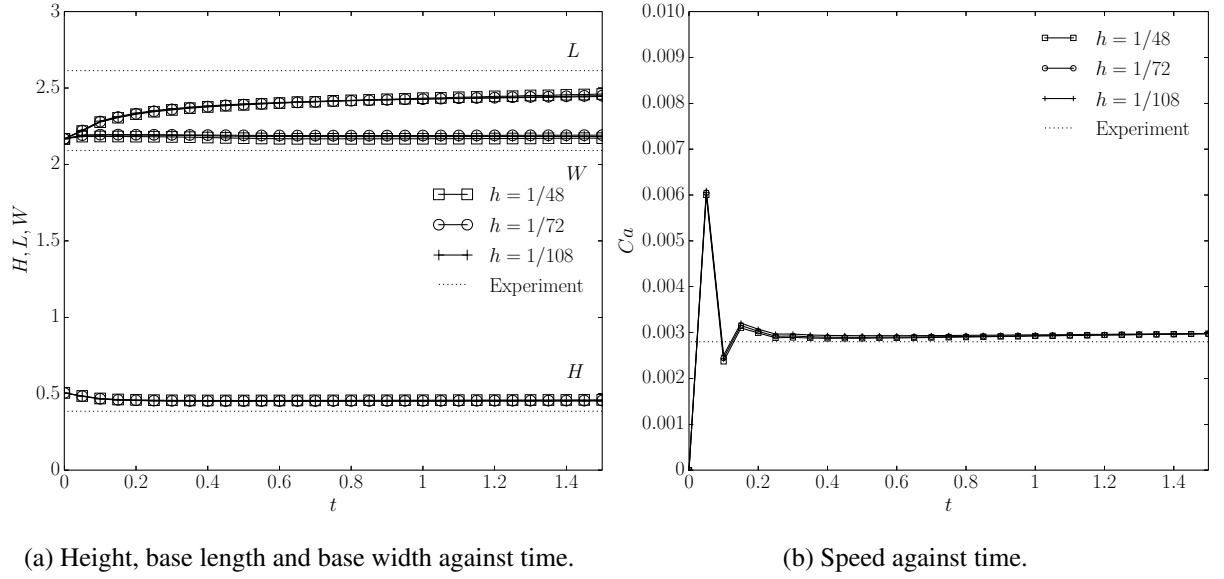 3
2.5
2
1.5
1
0.5
0
0
0.2
0.4
0.6
0.8
1
1.2
1.4
H, L, W
t
L
W
h = 1/48
h = 1/72
h = 1/108
Experiment
H
0.010
0.009
0.008
0.007
0.006
0.005
0.004
0.003
0.002
0.001
0
0
0.2
0.4
0.6
0.8
1
1.2
1.4
Ca
t
h = 1/48
h = 1/72
h = 1/108
Experiment
(a) Height, base length and base width against time.
(b) Speed against time.